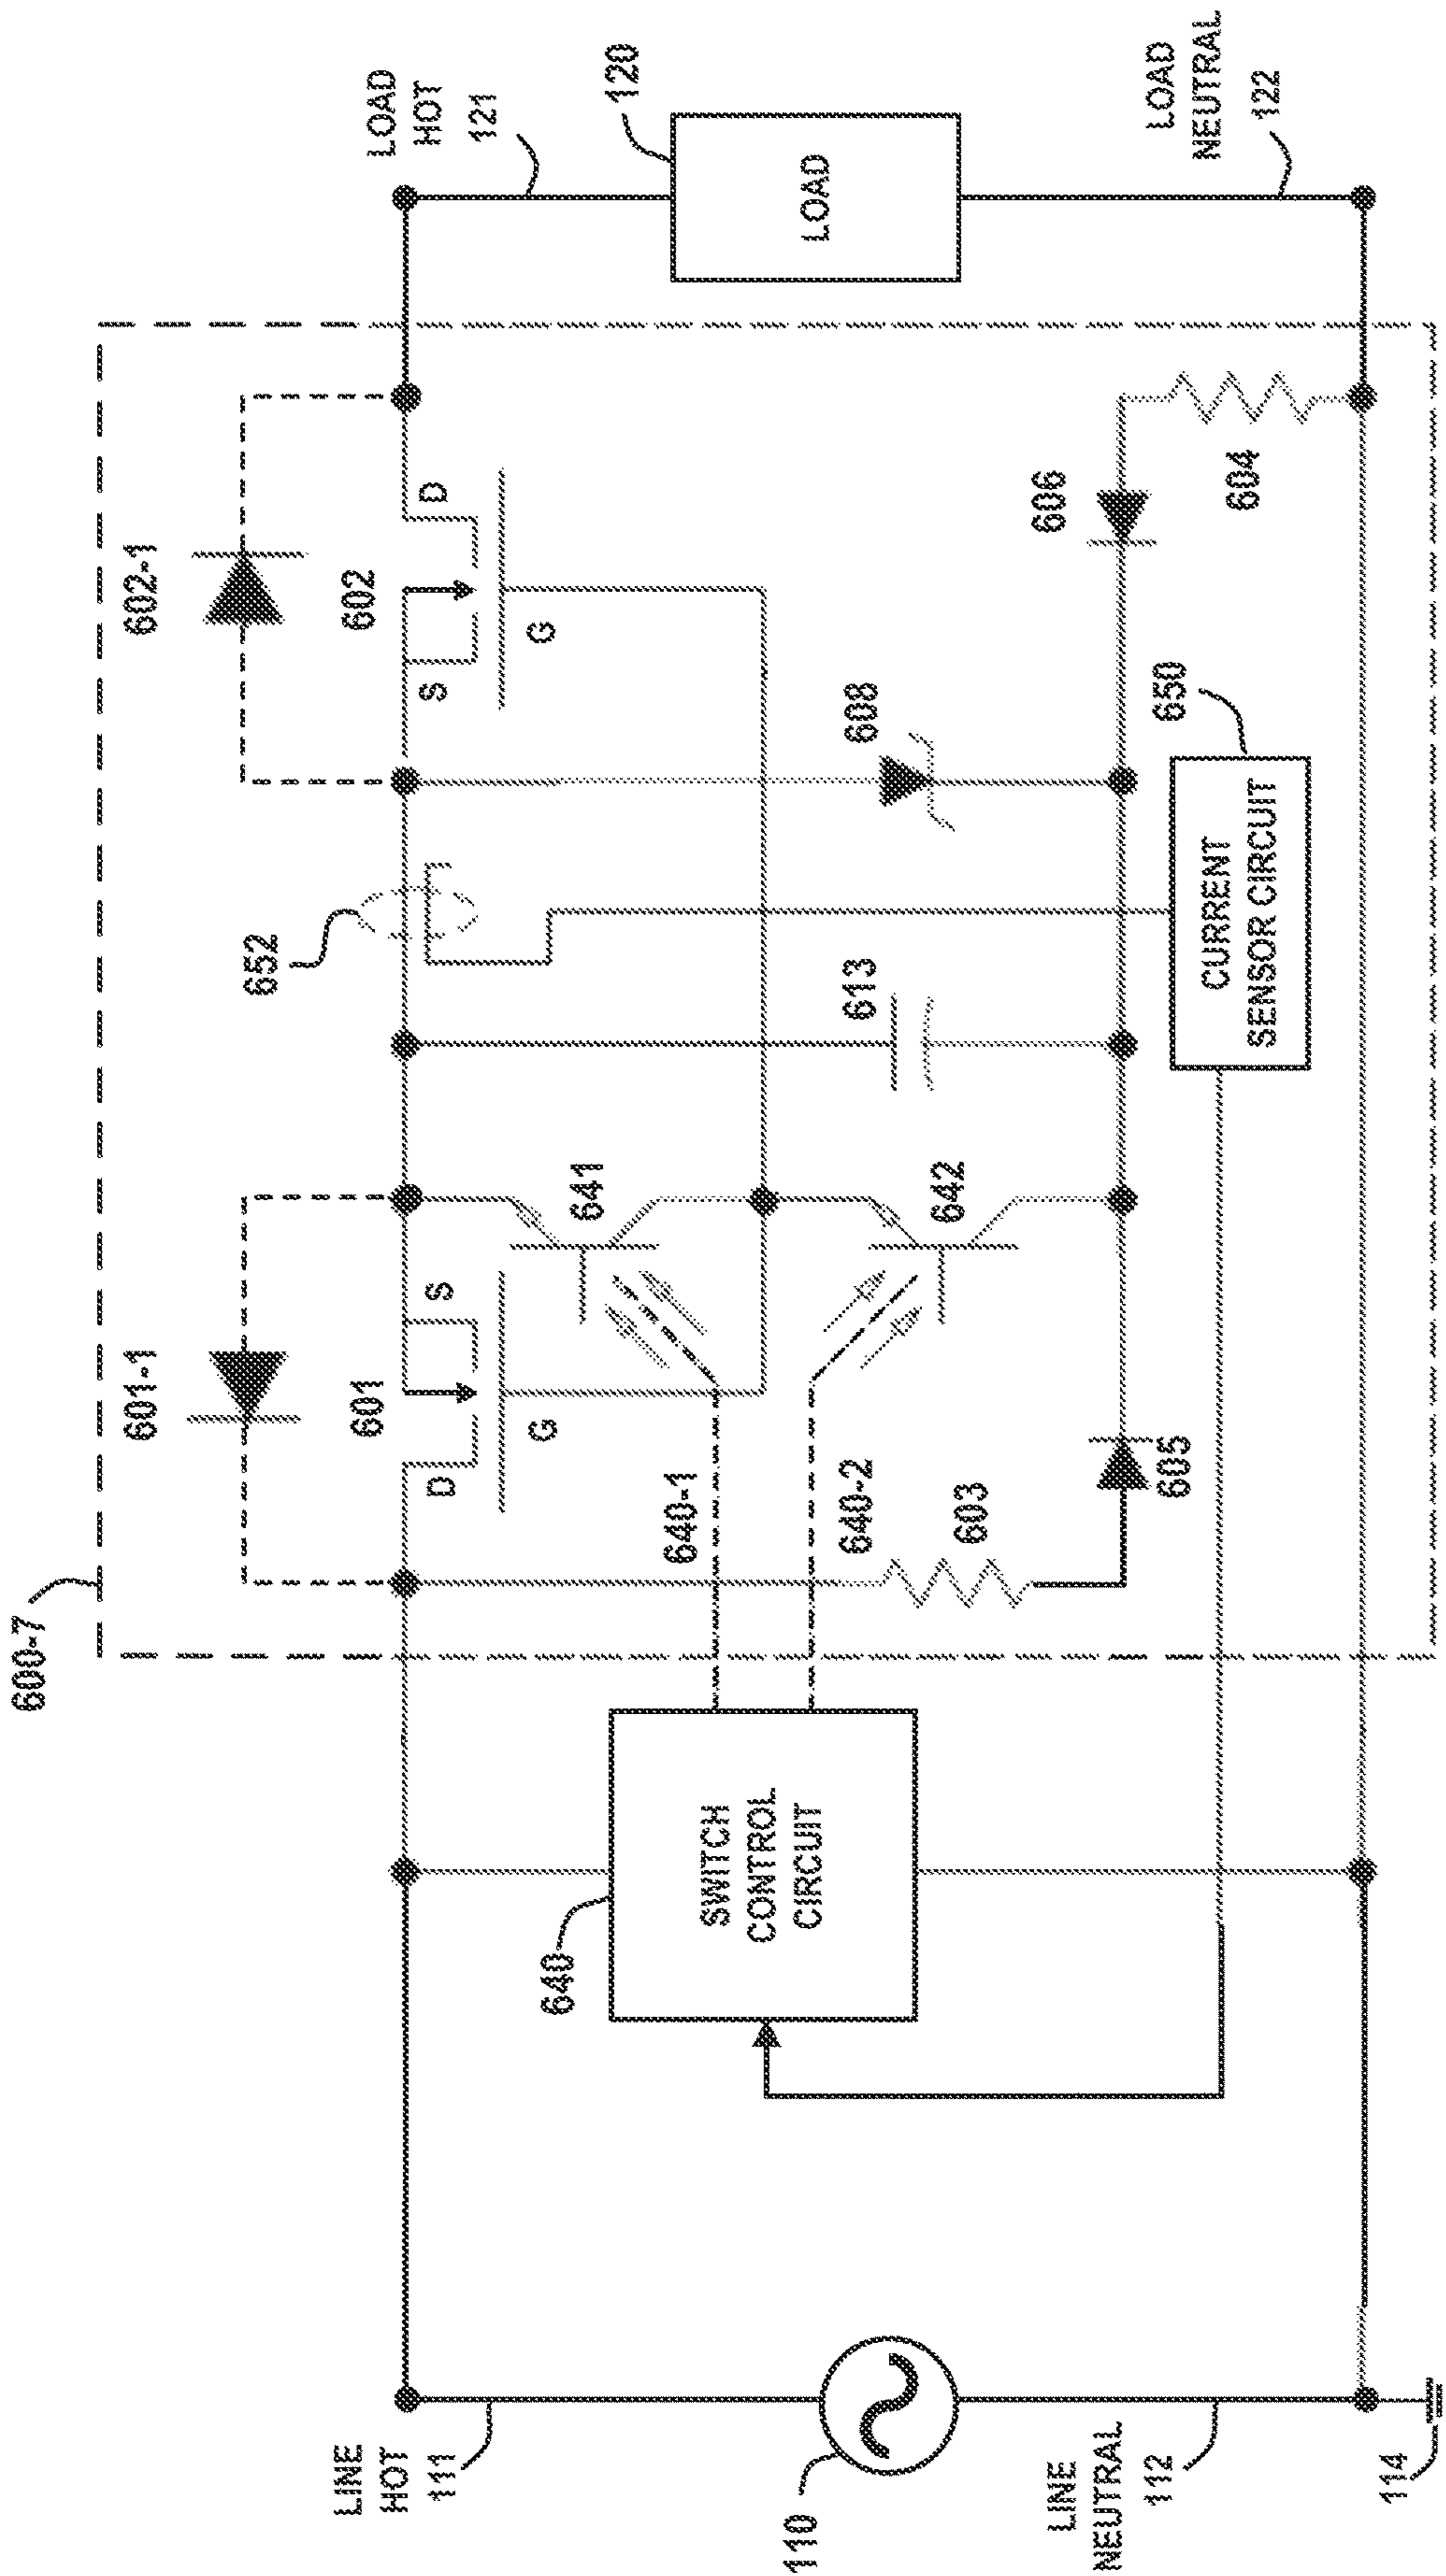 600-7
601-1
602-1
LOAD
HOT
121
LINE
HOT
111
601
D
S
G
652
602
S
D
G
120
LOAD
640
SWITCH
CONTROL
CIRCUIT
640-1
640-2
641
642
603
605
613
608
606
604
650
CURRENT
SENSOR CIRCUIT
110
LINE
NEUTRAL
112
114
LOAD
NEUTRAL
122